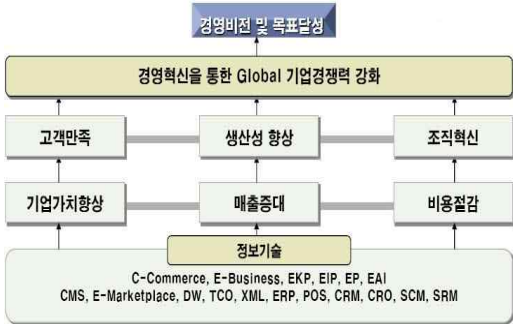 경영비전 및 목표달성
경영혁신을 통한 Global 기업경쟁력 강화
고객만족
생산성 향상
조직혁신
기업가치향상
매출증대
비용절감
정보기술
C-Commerce, E-Business, EKP, EIP, EP, EAI
CMS, E-Marketplace, DW, TCO, XML, ERP, POS, CRM, CRO, SCM, SRM